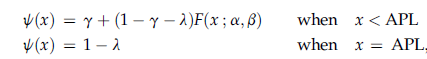 ψ(x) = γ + (1 − γ − λ)F(x ; α, β) when x < APL
ψ(x) = 1 − λ when x = APL,